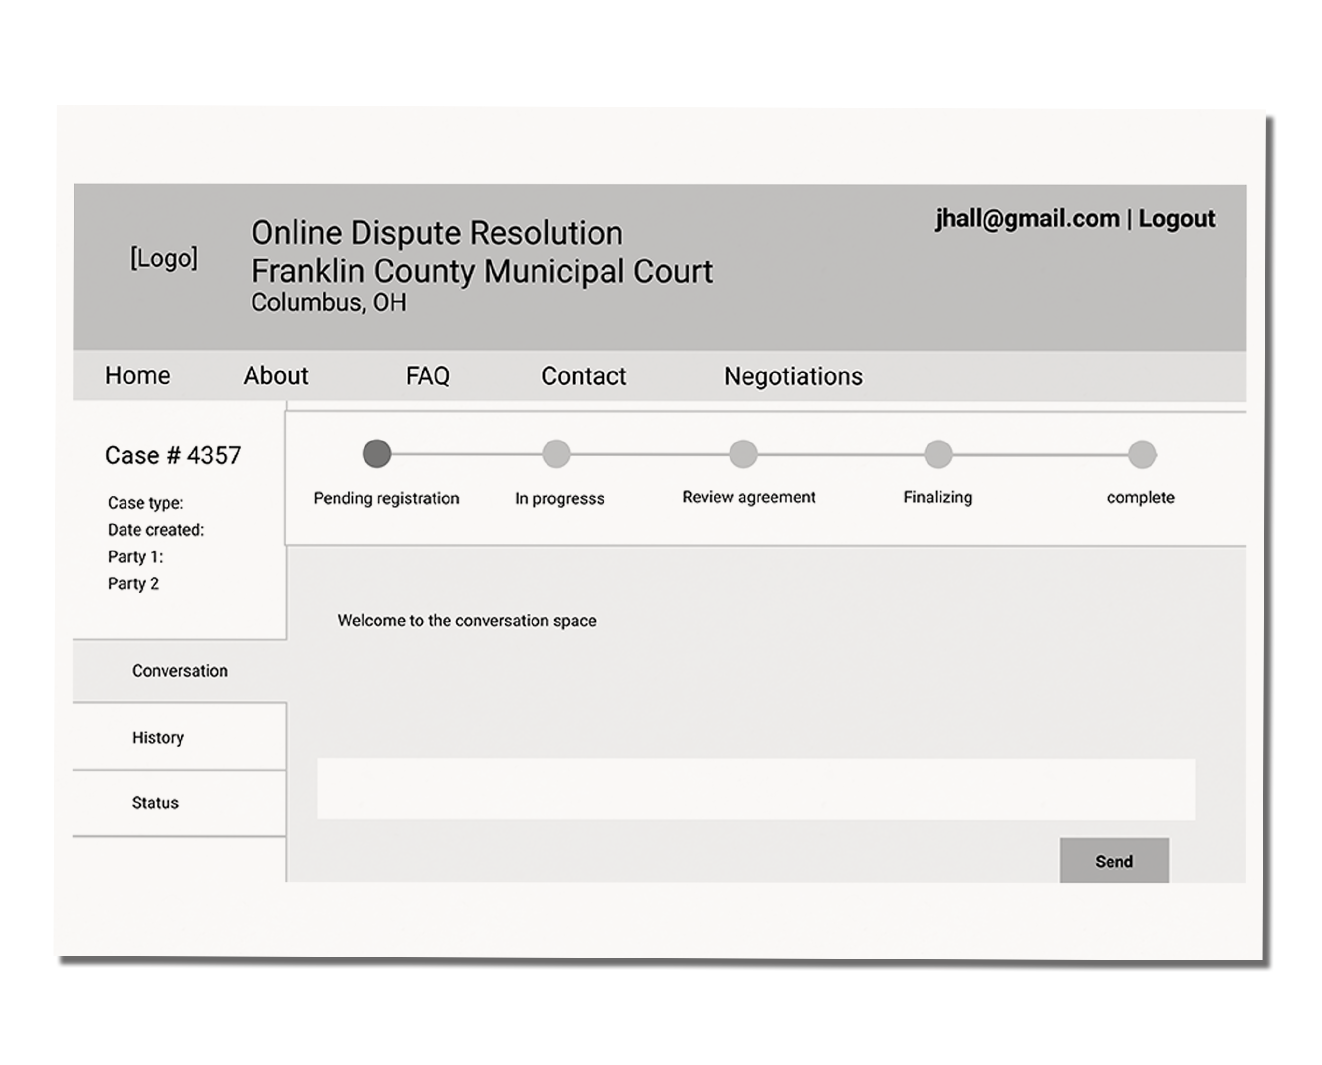 [Logo]
Online Dispute Resolution
Franklin County Municipal Court
Columbus, OH
jhall@gmail.com | Logout
Home About FAQ Contact Negotiations
Case # 4357
Case type:
Date created:
Party 1:
Party 2
Pending registration In progresss Review agreement Finalizing complete
Welcome to the conversation space
Conversation
History
Status
Send